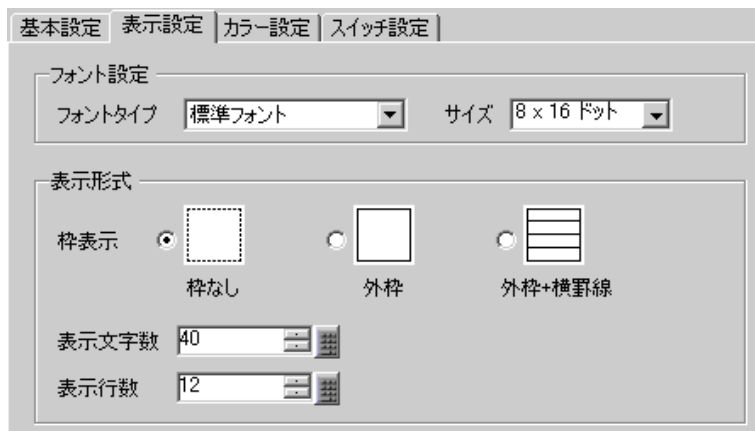 基本設定 表示設定 カラー設定 スイッチ設定
フォント設定
フォントタイプ 標準フォント サイズ 8 x 16 ドット
表示形式
枠表示
枠なし 外枠 外枠+横罫線
表示文字数 40
表示行数 12